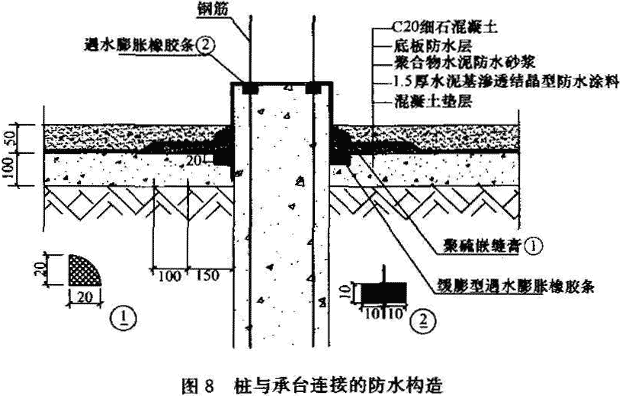 钢筋
遇水膨胀橡胶条②
C20细石混凝土
底板防水层
聚合物水泥防水砂浆
1.5厚水泥基渗透结晶型防水涂料
混凝土垫层
50
100
20
100 150
聚硫嵌缝膏①
缓膨型遇水膨胀橡胶条
20
20
①
10
10 10
②
图 8 桩与承台连接的防水构造